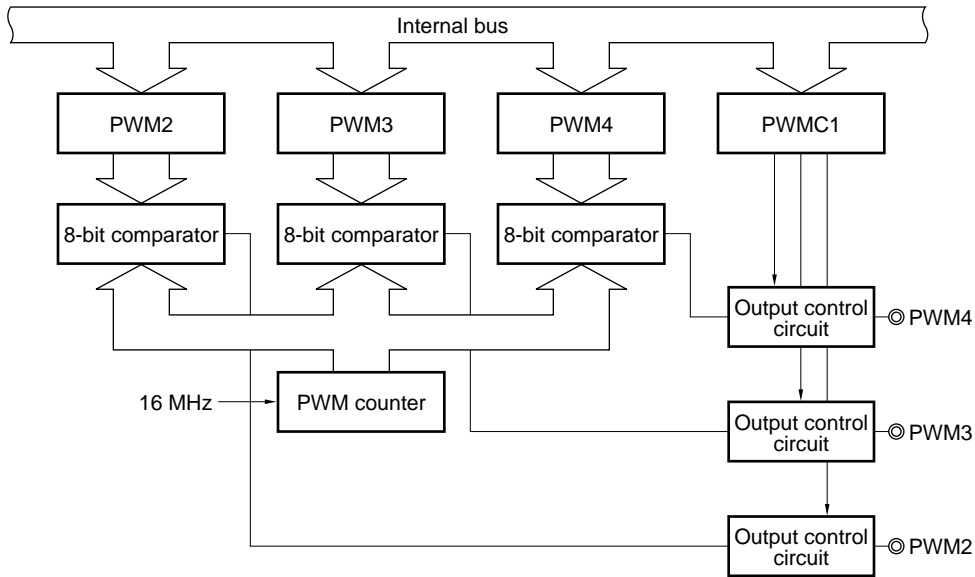 Internal bus
PWM2
PWM3
PWM4
PWMC1
8-bit comparator
8-bit comparator
8-bit comparator
Output control
circuit
PWM4
16 MHz
PWM counter
Output control
circuit
PWM3
Output control
circuit
PWM2